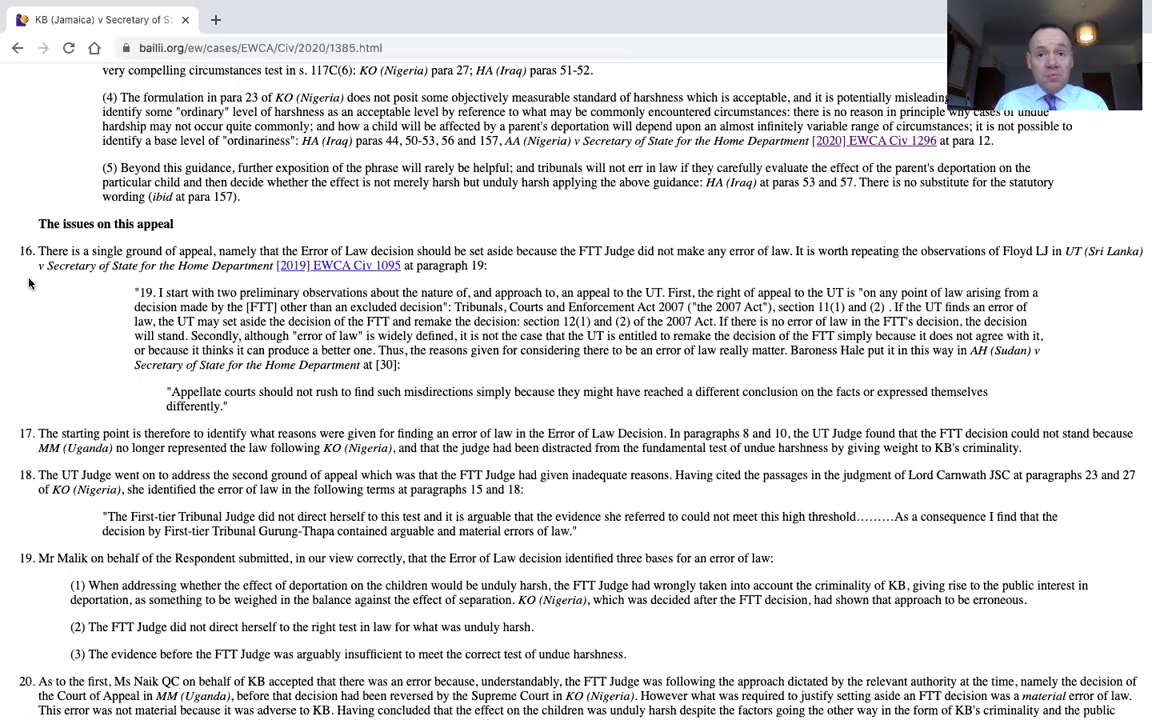 KB (Jamaica) v Secretary of S
bailii.org/ew/cases/EWCA/Civ/2020/1385.html
very compelling circumstances test in s. 117C(6): KO (Nigeria) para 27; HA (Iraq) paras 51-52.
(4) The formulation in para 23 of KO (Nigeria) does not posit some objectively measurable standard of harshness which is acceptable, and it is potentially misleading
identify some "ordinary" level of harshness as an acceptable level by reference to what may be commonly encountered circumstances: there is no reason in principle why cases of undue
hardship may not occur quite commonly; and how a child will be affected by a parent's deportation will depend upon an almost infinitely variable range of circumstances; it is not possible to
identify a base level of "ordinariness": HA (Iraq) paras 44, 50-53, 56 and 157, AA (Nigeria) v Secretary of State for the Home Department [2020] EWCA Civ 1296 at para 12.
(5) Beyond this guidance, further exposition of the phrase will rarely be helpful; and tribunals will not err in law if they carefully evaluate the effect of the parent's deportation on the
particular child and then decide whether the effect is not merely harsh but unduly harsh applying the above guidance: HA (Iraq) at paras 53 and 57. There is no substitute for the statutory
wording (ibid at para 157).
The issues on this appeal
16. There is a single ground of appeal, namely that the Error of Law decision should be set aside because the FTT Judge did not make any error of law. It is worth repeating the observations of Floyd LJ in UT (Sri Lanka)
v Secretary of State for the Home Department [2019] EWCA Civ 1095 at paragraph 19:
"19. I start with two preliminary observations about the nature of, and approach to, an appeal to the UT. First, the right of appeal to the UT is "on any point of law arising from a
decision made by the [FTT] other than an excluded decision": Tribunals, Courts and Enforcement Act 2007 ("the 2007 Act"), section 11(1) and (2) . If the UT finds an error of
law, the UT may set aside the decision of the FTT and remake the decision: section 12(1) and (2) of the 2007 Act. If there is no error of law in the FTT's decision, the decision
will stand. Secondly, although "error of law" is widely defined, it is not the case that the UT is entitled to remake the decision of the FTT simply because it does not agree with it,
or because it thinks it can produce a better one. Thus, the reasons given for considering there to be an error of law really matter. Baroness Hale put it in this way in AH (Sudan) v
Secretary of State for the Home Department at [30]:
"Appellate courts should not rush to find such misdirections simply because they might have reached a different conclusion on the facts or expressed themselves
differently."
17. The starting point is therefore to identify what reasons were given for finding an error of law in the Error of Law Decision. In paragraphs 8 and 10, the UT Judge found that the FTT decision could not stand because
MM (Uganda) no longer represented the law following KO (Nigeria), and that the judge had been distracted from the fundamental test of undue harshness by giving weight to KB's criminality.
18. The UT Judge went on to address the second ground of appeal which was that the FTT Judge had given inadequate reasons. Having cited the passages in the judgment of Lord Carnwath JSC at paragraphs 23 and 27
of KO (Nigeria), she identified the error of law in the following terms at paragraphs 15 and 18:
"The First-tier Tribunal Judge did not direct herself to this test and it is arguable that the evidence she referred to could not meet this high threshold………As a consequence I find that the
decision by First-tier Tribunal Gurung-Thapa contained arguable and material errors of law."
19. Mr Malik on behalf of the Respondent submitted, in our view correctly, that the Error of Law decision identified three bases for an error of law:
(1) When addressing whether the effect of deportation on the children would be unduly harsh, the FTT Judge had wrongly taken into account the criminality of KB, giving rise to the public interest in
deportation, as something to be weighed in the balance against the effect of separation. KO (Nigeria), which was decided after the FTT decision, had shown that approach to be erroneous.
(2) The FTT Judge did not direct herself to the right test in law for what was unduly harsh.
(3) The evidence before the FTT Judge was arguably insufficient to meet the correct test of undue harshness.
20. As to the first, Ms Naik QC on behalf of KB accepted that there was an error because, understandably, the FTT Judge was following the approach dictated by the relevant authority at the time, namely the decision of
the Court of Appeal in MM (Uganda), before that decision had been reversed by the Supreme Court in KO (Nigeria). However what was required to justify setting aside an FTT decision was a material error of law.
This error was not material because it was adverse to KB. Having concluded that the effect on the children was unduly harsh despite the factors going the other way in the form of KB's criminality and the public